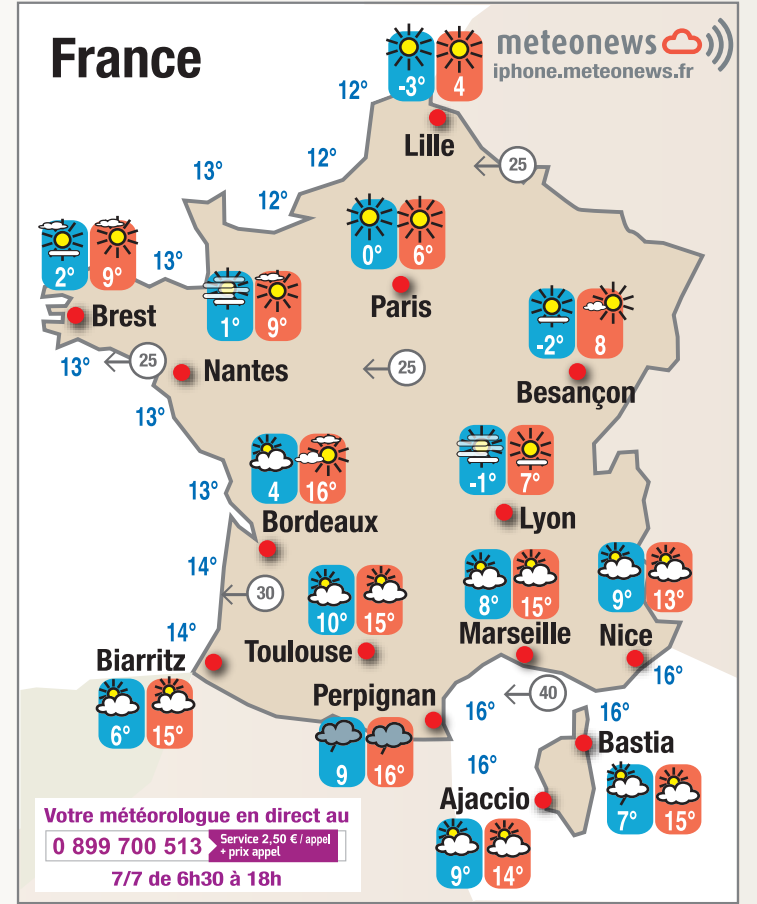 France
meteonews
iphone.meteonews.fr
-3° 4
12°
Lille
12°
13°
25
12°
0° 6°
2° 9°
13°
Paris
1° 9°
Brest
-2° 8
13°
25
Nantes
25
Besançon
13°
4 16°
-1° 7°
13°
Bordeaux
Lyon
14°
30
10° 15°
8° 15°
9° 13°
14°
Biarritz
Toulouse
Marseille
Nice
16°
6° 15°
Perpignan
40
16°
16°
9 16°
Bastia
16°
7° 15°
Ajaccio
9° 14°
Votre météorologue en direct au
0 899 700 513 Service 2,50 € / appel
+ prix appel
7/7 de 6h30 à 18h